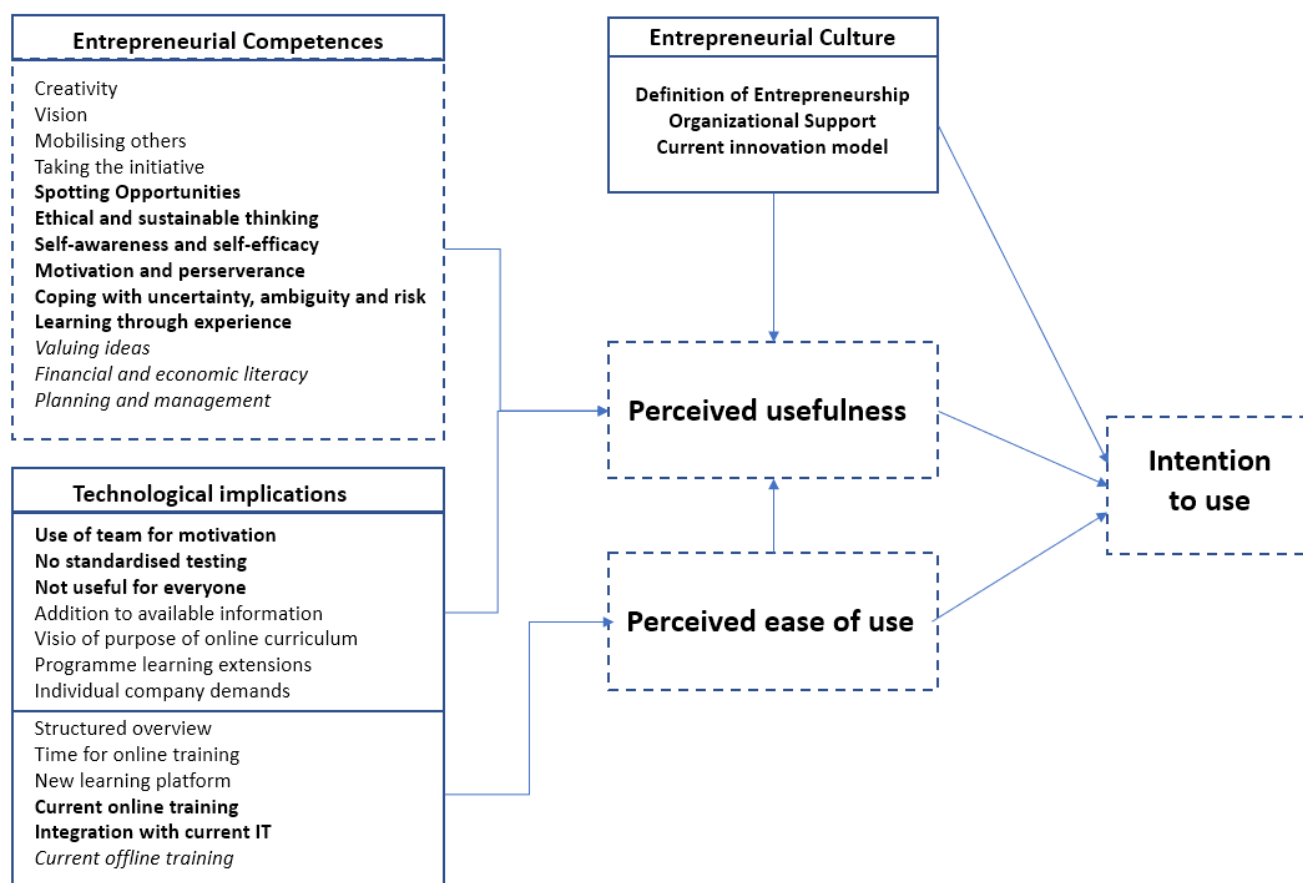 Entrepreneurial Competences
Creativity
Vision
Mobilising others
Taking the initiative
Spotting Opportunities
Ethical and sustainable thinking
Self-awareness and self-efficacy
Motivation and perserverance
Coping with uncertainty, ambiguity and risk
Learning through experience
Valuing ideas
Financial and economic literacy
Planning and management
Technological implications
Use of team for motivation
No standardised testing
Not useful for everyone
Addition to available information
Visio of purpose of online curriculum
Programme learning extensions
Individual company demands
Structured overview
Time for online training
New learning platform
Current online training
Integration with current IT
Current offline training
Entrepreneurial Culture
Definition of Entrepreneurship
Organizational Support
Current innovation model
Perceived usefulness
Perceived ease of use
Intention
to use